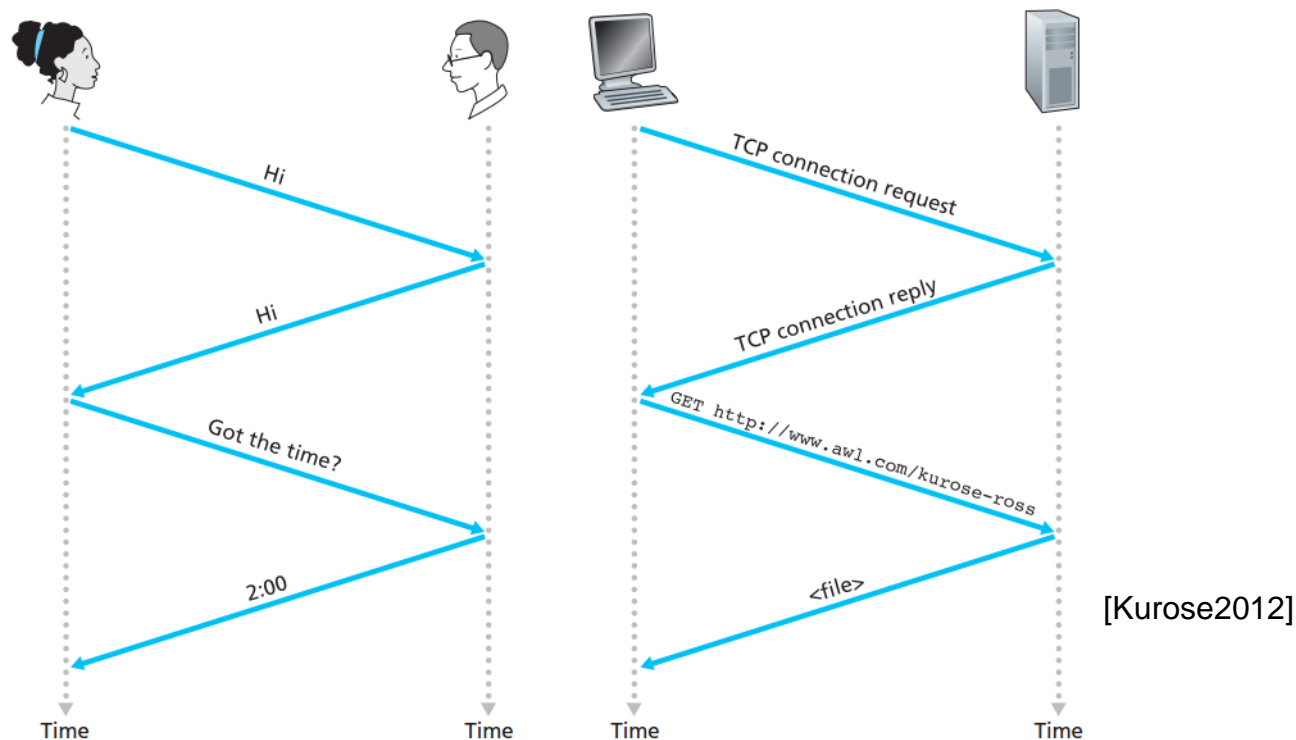 Hi
TCP connection request
Hi
TCP connection reply
Got the time?
GET http://www.awl.com/kurose-ross
2:00
<file>
[Kurose2012]
Time
Time
Time
Time